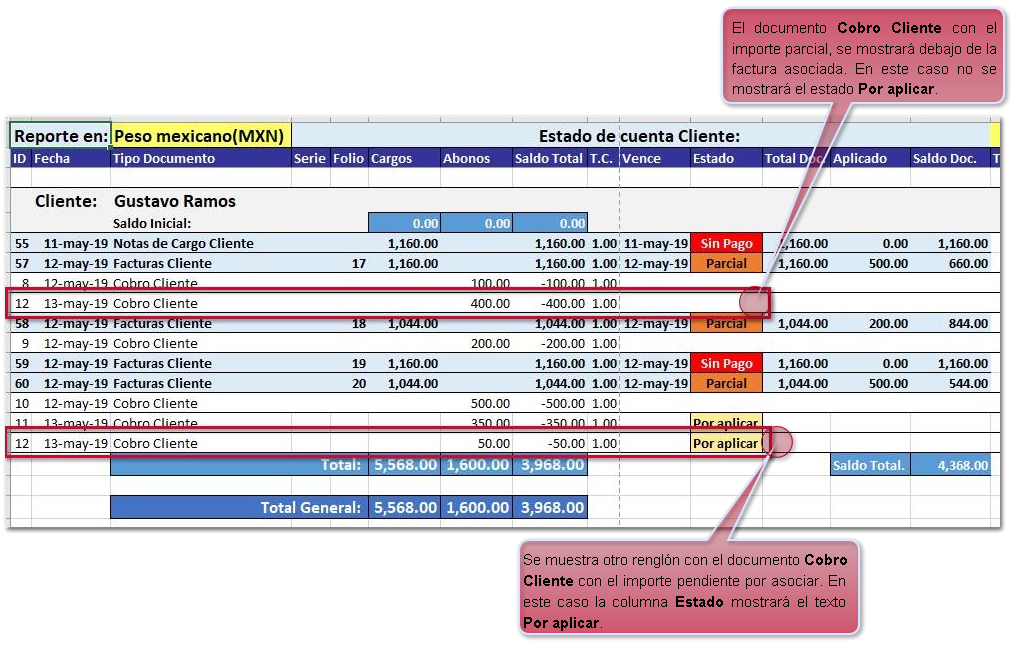 El documento Cobro Cliente con el
importe parcial, se mostrará debajo de la
factura asociada. En este caso no se
mostrará el estado Por aplicar.
Reporte en: Peso mexicano(MXN) Estado de cuenta Cliente:
ID Fecha Tipo Documento Serie Folio Cargos Abonos Saldo Total T.C. Vence Estado Total Doc. Aplicado Saldo Doc. T
Cliente: Gustavo Ramos
Saldo Inicial: 0.00 0.00 0.00
55 11-may-19 Notas de Cargo Cliente 1,160.00 1,160.00 1.00 11-may-19 Sin Pago 1,160.00 0.00 1,160.00
57 12-may-19 Facturas Cliente 17 1,160.00 1,160.00 1.00 12-may-19 Parcial 1,160.00 500.00 660.00
8 12-may-19 Cobro Cliente 100.00 -100.00 1.00
12 13-may-19 Cobro Cliente 400.00 -400.00 1.00
58 12-may-19 Facturas Cliente 18 1,044.00 1,044.00 1.00 12-may-19 Parcial 1,044.00 200.00 844.00
9 12-may-19 Cobro Cliente 200.00 -200.00 1.00
59 12-may-19 Facturas Cliente 19 1,160.00 1,160.00 1.00 12-may-19 Sin Pago 1,160.00 0.00 1,160.00
60 12-may-19 Facturas Cliente 20 1,044.00 1,044.00 1.00 12-may-19 Parcial 1,044.00 500.00 544.00
10 12-may-19 Cobro Cliente 500.00 -500.00 1.00
11 13-may-19 Cobro Cliente 350.00 -350.00 1.00 Por aplicar
12 13-may-19 Cobro Cliente 50.00 -50.00 1.00 Por aplicar
Total: 5,568.00 1,600.00 3,968.00 Saldo Total. 4,368.00
Total General: 5,568.00 1,600.00 3,968.00
Se muestra otro renglón con el documento Cobro
Cliente con el importe pendiente por asociar. En
este caso la columna Estado mostrará el texto
Por aplicar.